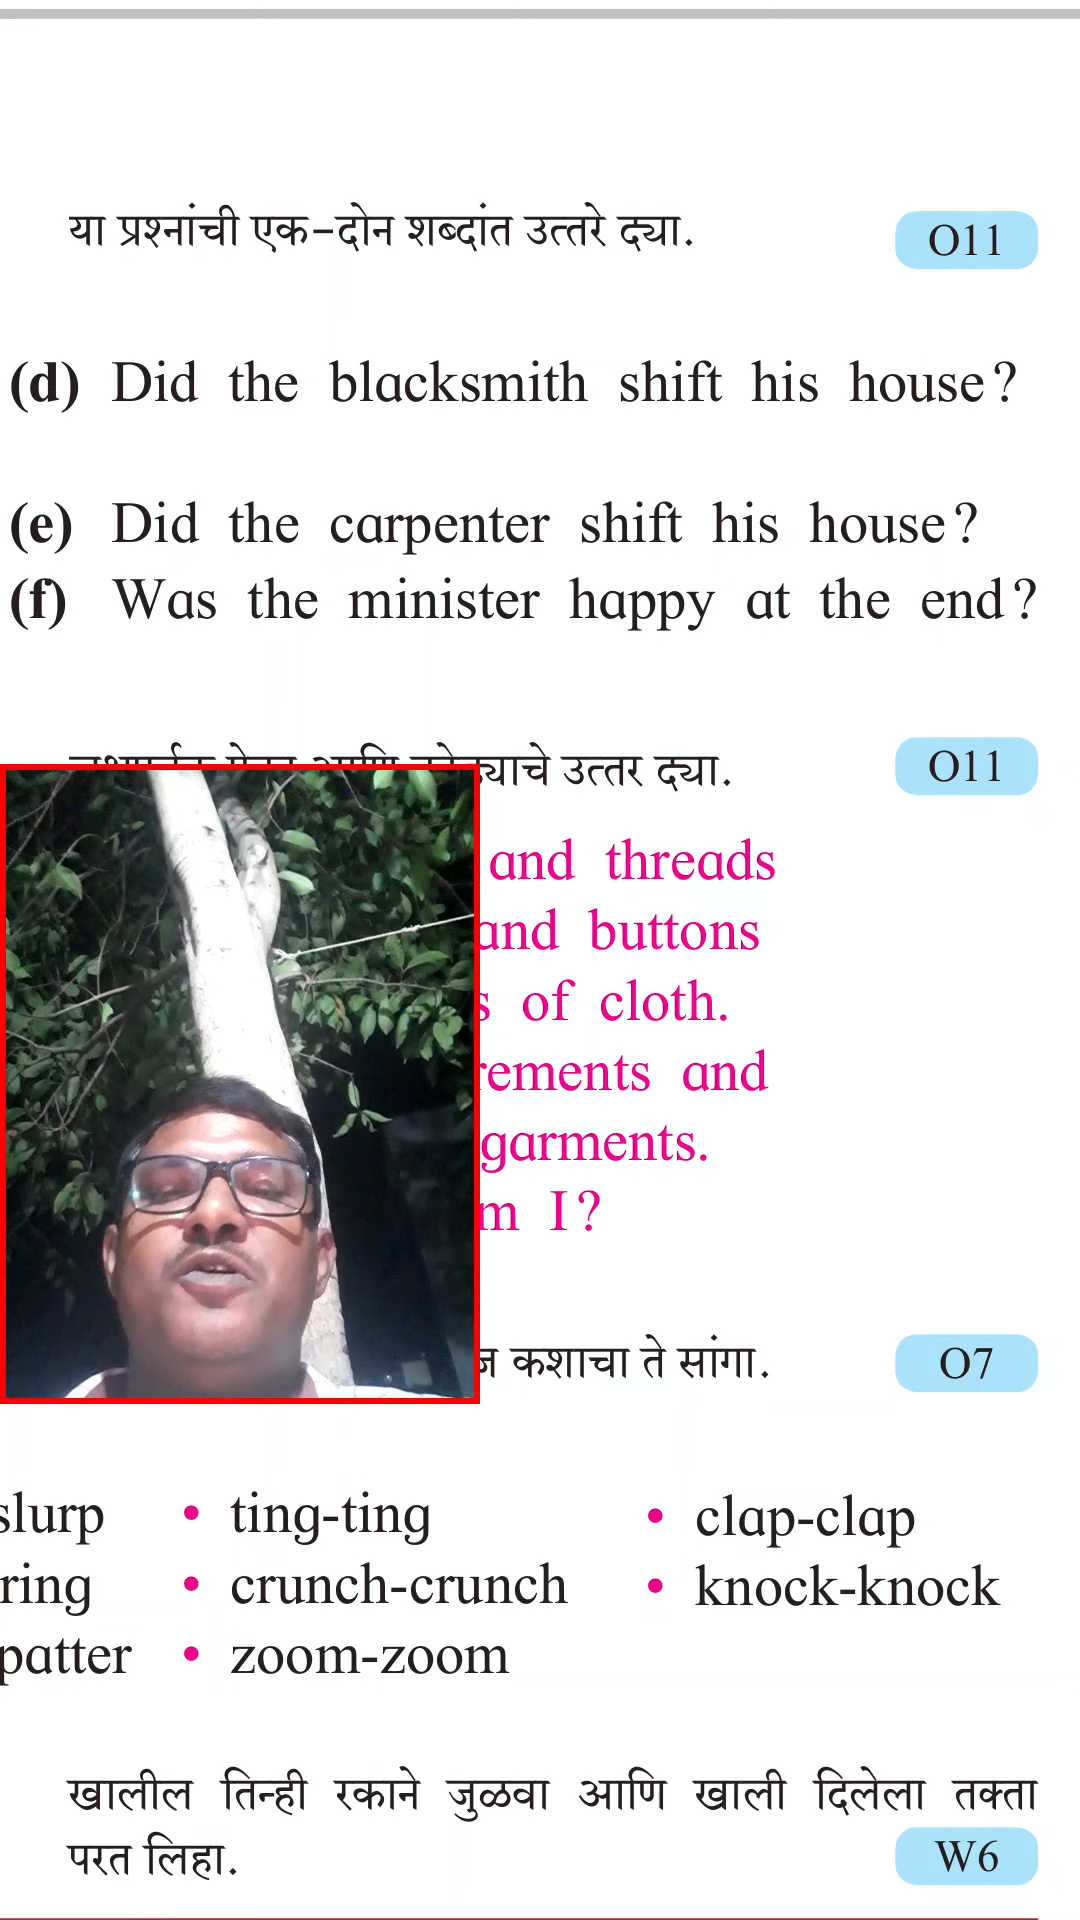 या प्रश्नांची एक-दोन शब्दांत उत्तरे द्या.
O11
(d) Did the blacksmith shift his house?
(e) Did the carpenter shift his house?
(f) Was the minister happy at the end?
उत्तर द्या.
O11
and threads
and buttons
of cloth.
and
garments.
I?
कशाचा ते सांगा.
O7
slurp • ting-ting • clap-clap
ring • crunch-crunch • knock-knock
patter • zoom-zoom
खालील तिन्ही रकाने जुळवा आणि खाली दिलेला तक्ता
परत लिहा.
W6